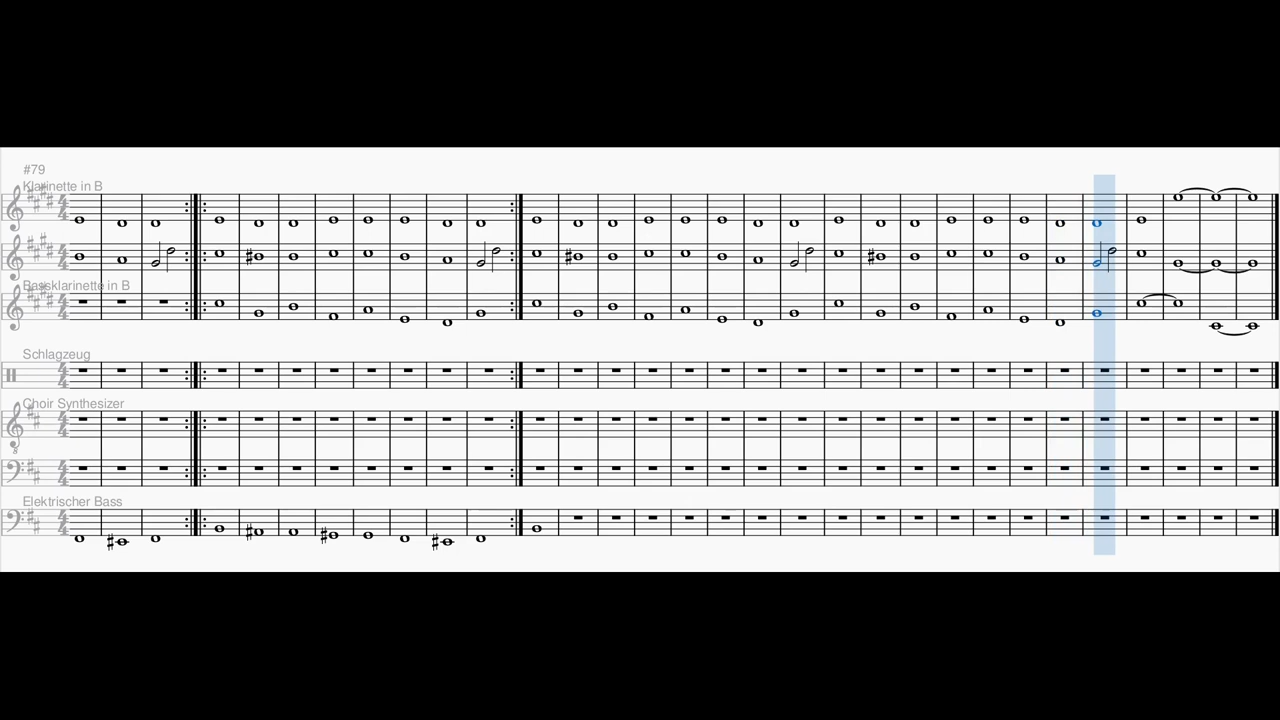 #79
Klarinette in B
Bassklarinette in B
Schlagzeug
Choir Synthesizer
Elektrischer Bass